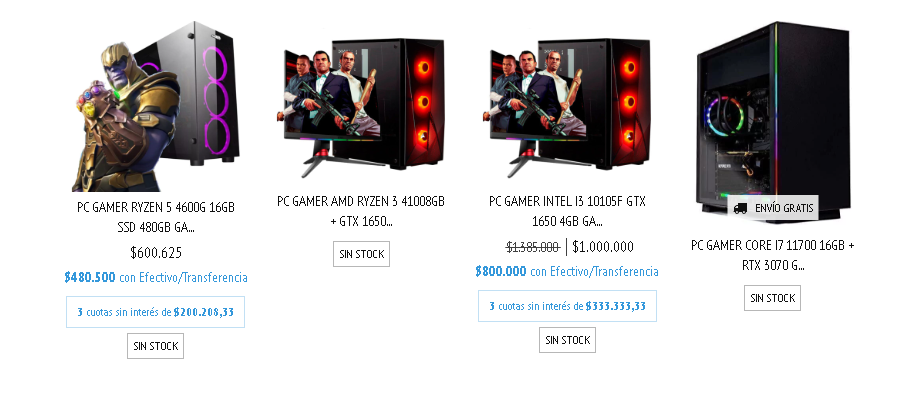 PC GAMER RYZEN 5 4600G 16GB
SSD 480GB GA...
$600.625
$480.500 con Efectivo/Transferencia
3 cuotas sin interés de $200.208,33
SIN STOCK
PC GAMER AMD RYZEN 3 41008GB
+ GTX 1650...
SIN STOCK
PC GAMER INTEL I3 10105F GTX
1650 4GB GA...
$1.385.000 $1.000.000
$800.000 con Efectivo/Transferencia
3 cuotas sin interés de $333.333,33
SIN STOCK
ENVÍO GRATIS
PC GAMER CORE I7 11700 16GB +
RTX 3070 G...
SIN STOCK